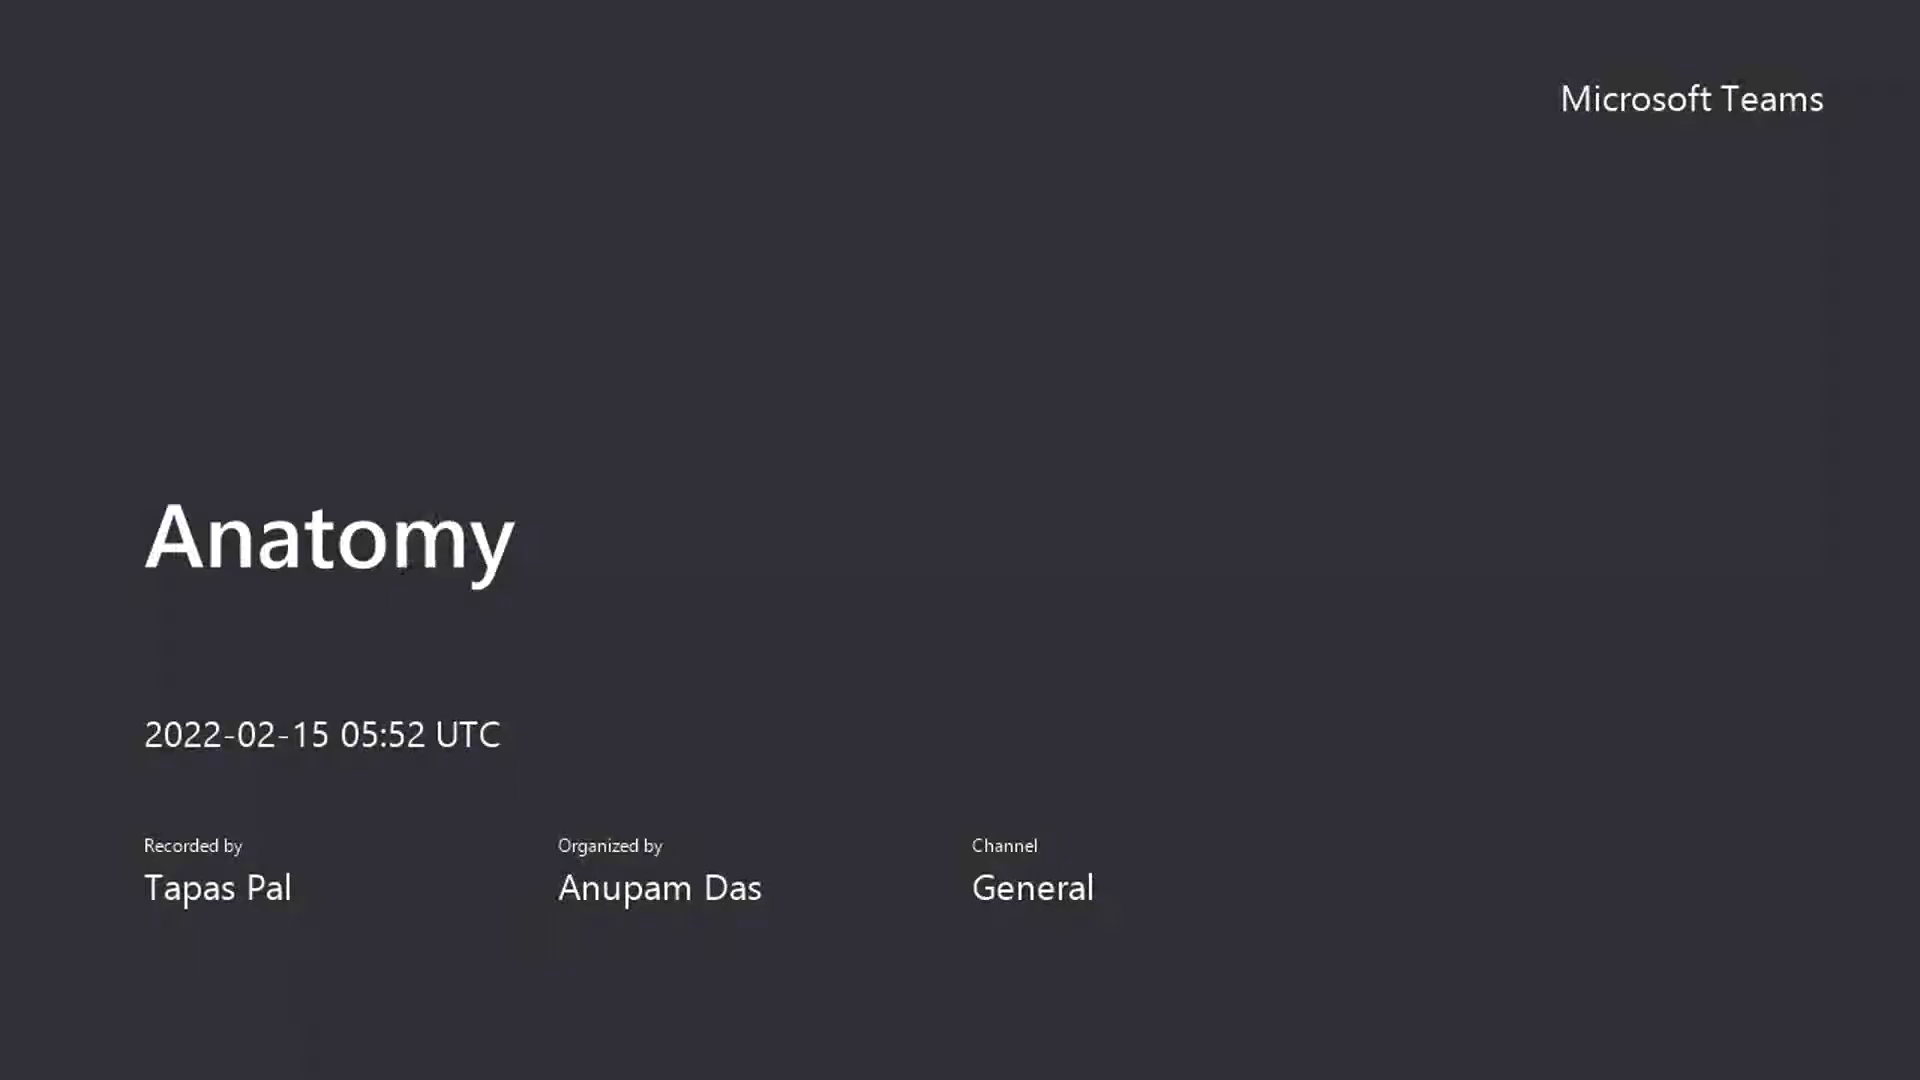 Microsoft Teams
Anatomy
2022-02-15 05:52 UTC
Recorded by
Tapas Pal
Organized by
Anupam Das
Channel
General